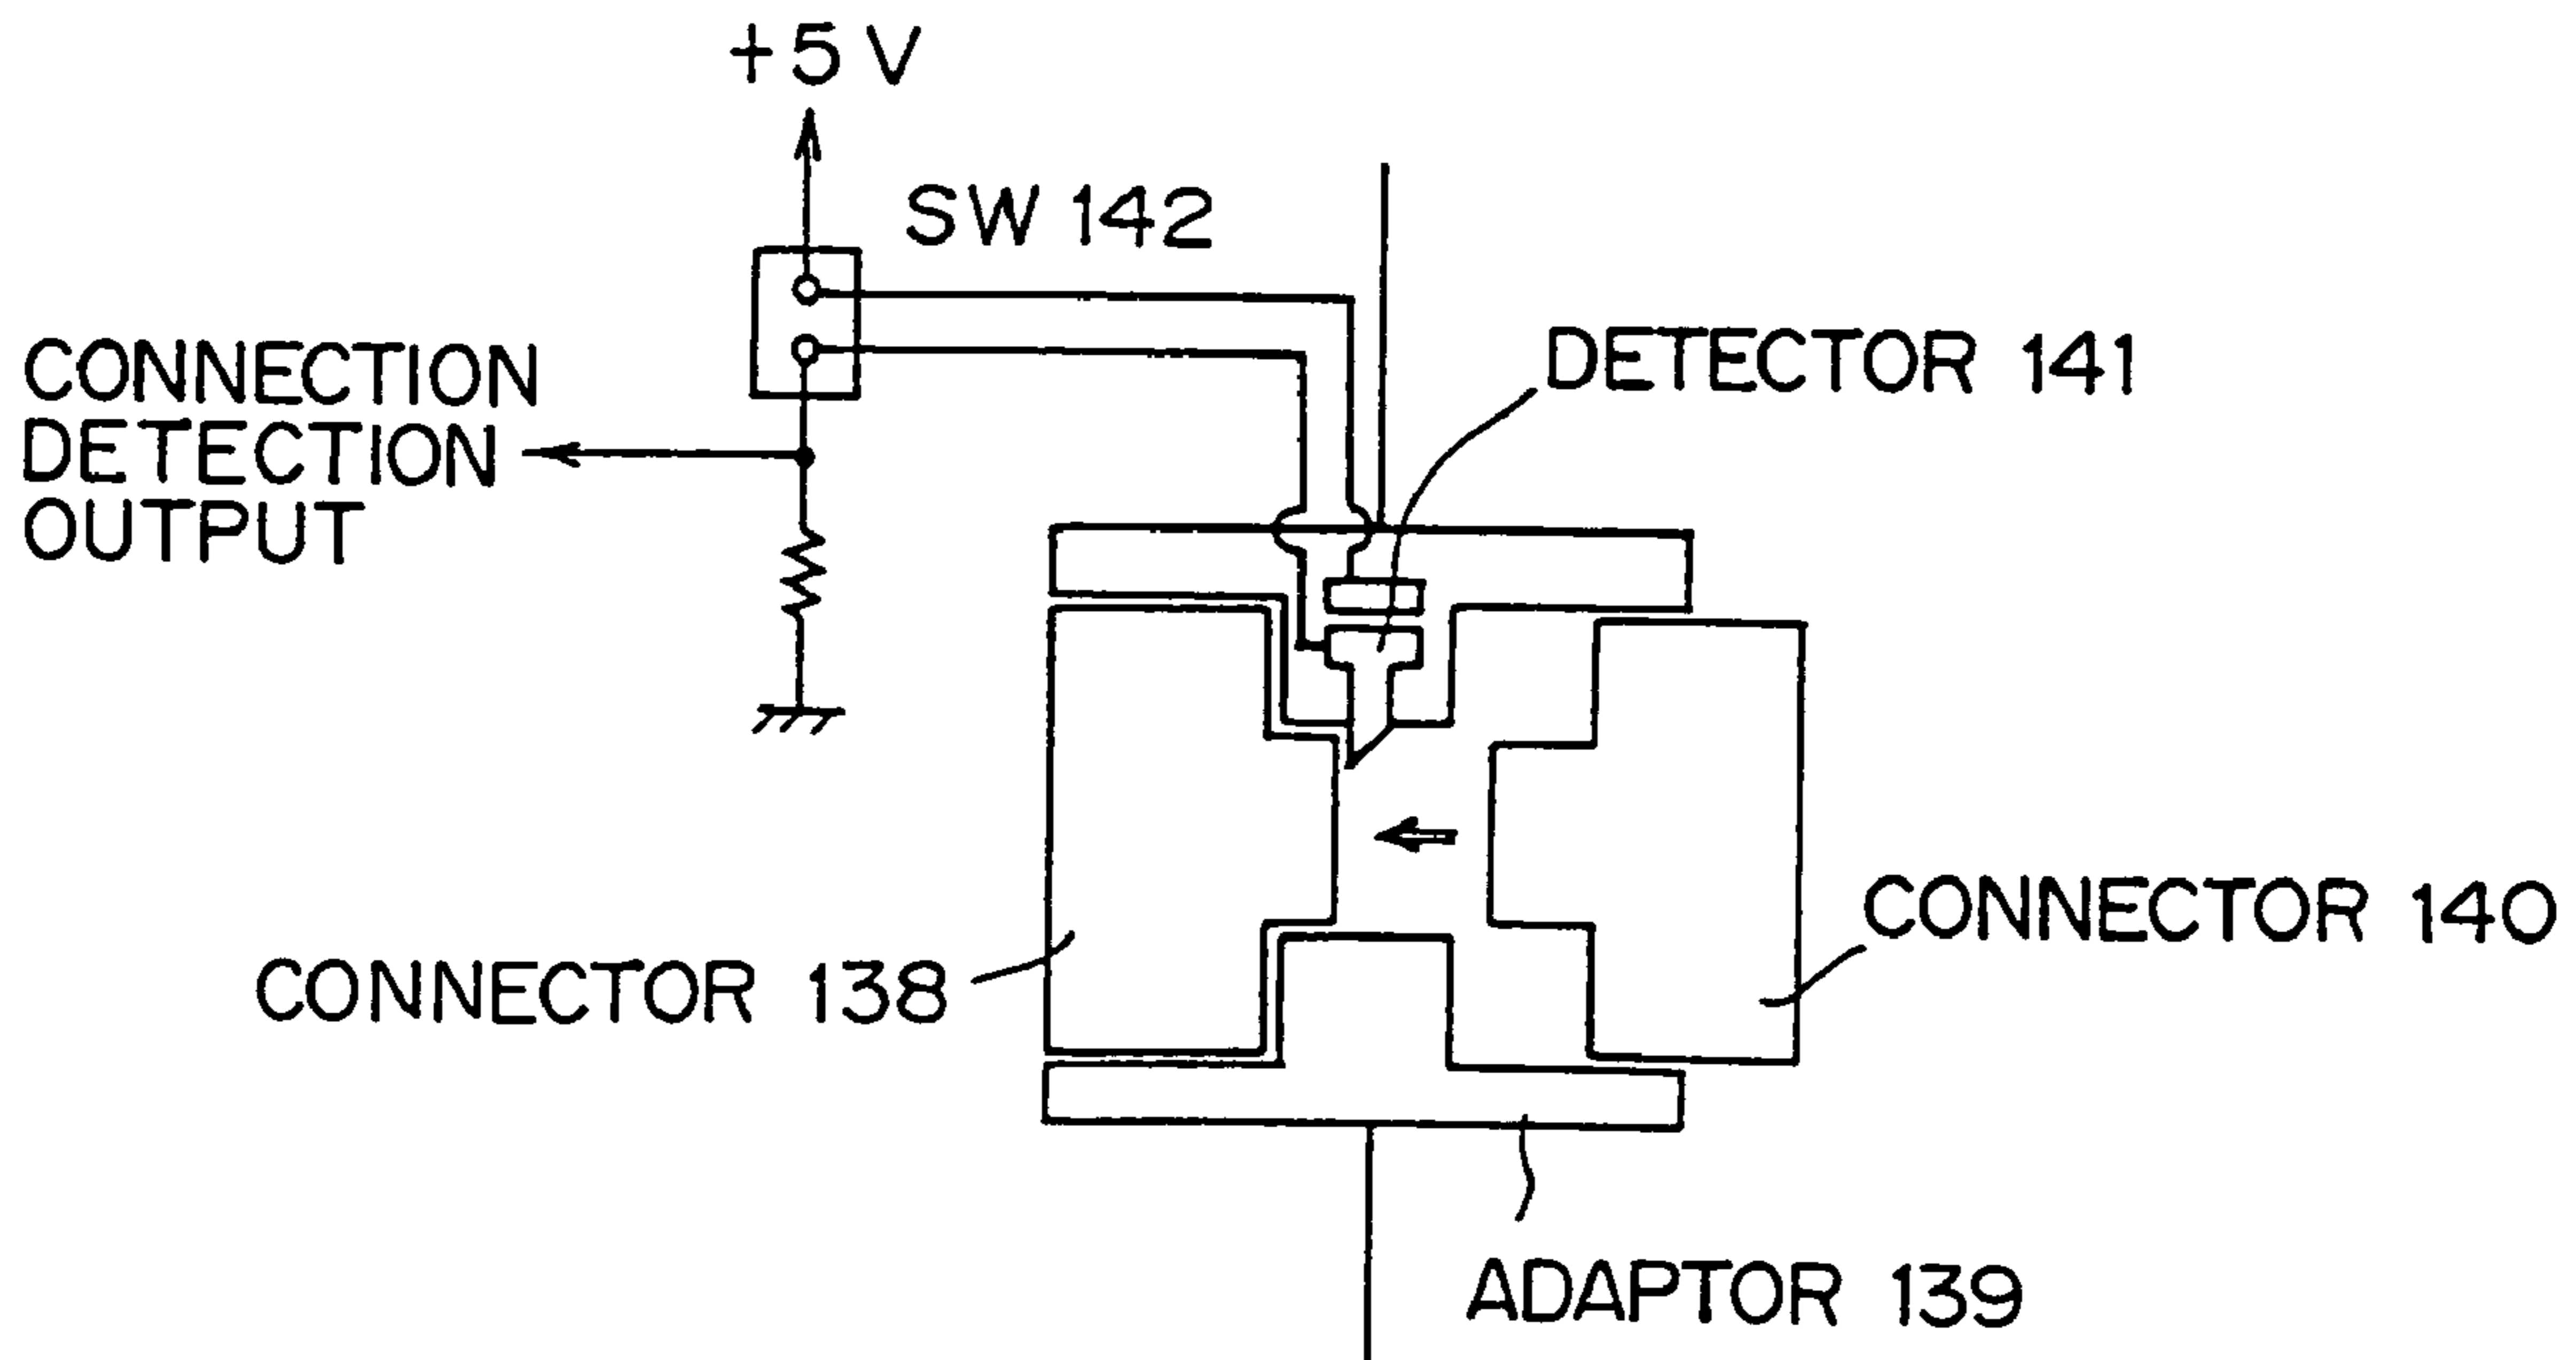 +5V
SW 142
CONNECTION
DETECTION
OUTPUT
DETECTOR 141
CONNECTOR 140
CONNECTOR 138
ADAPTOR 139